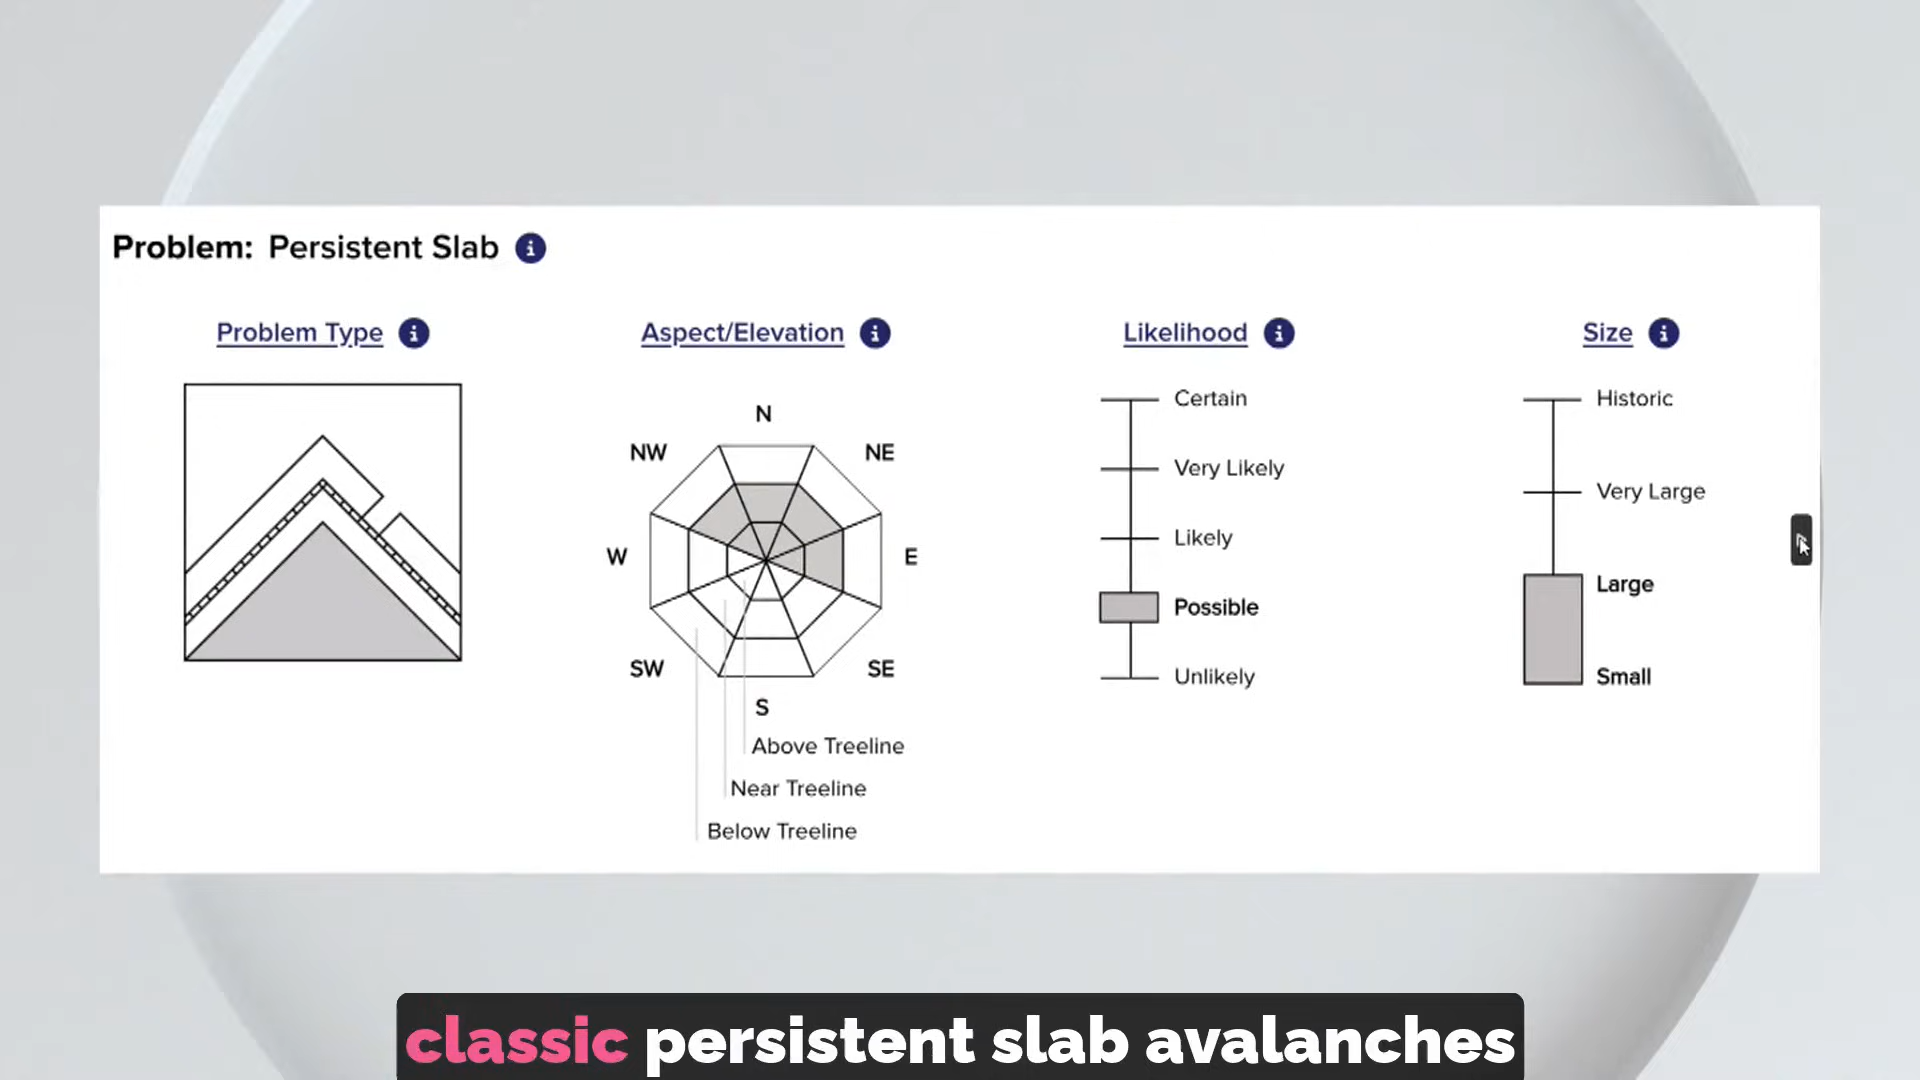 Problem: Persistent Slab i
Problem Type i
Aspect/Elevation i
N
NW
NE
W
E
SW
SE
S
Above Treeline
Near Treeline
Below Treeline
Likelihood i
Certain
Very Likely
Likely
Possible
Unlikely
Size i
Historic
Very Large
Large
Small
classic persistent slab avalanches